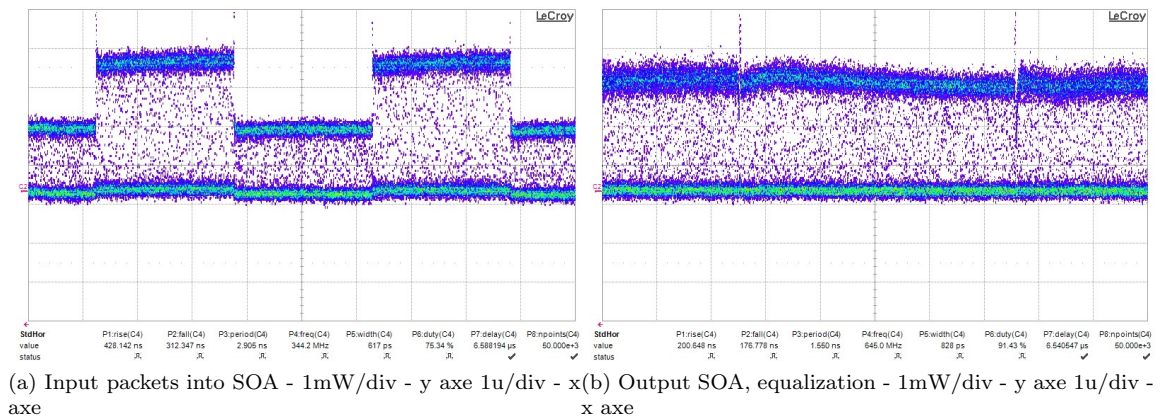 LeCroy
LeCroy
C2
C2
StdHor P1:rise(C4) P2:fall(C4) P3:period(C4) P4:freq(C4) P5:width(C4) P6:duty(C4) P7:delay(C4) P8:npoints(C4)
value 428.142 ns 312.347 ns 2.905 ns 344.2 MHz 617 ps 75.34 % 6.588194 µs 50.000e+3
status
StdHor P1:rise(C4) P2:fall(C4) P3:period(C4) P4:freq(C4) P5:width(C4) P6:duty(C4) P7:delay(C4) P8:npoints(C4)
value 200.648 ns 176.778 ns 1.550 ns 645.0 MHz 828 ps 91.43 % 6.540547 µs 50.000e+3
status
(a) Input packets into SOA - 1mW/div - y axe 1u/div - x
axe
(b) Output SOA, equalization - 1mW/div - y axe 1u/div -
x axe